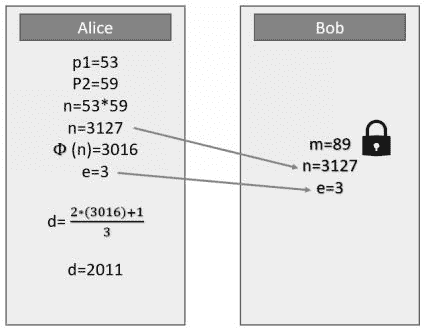 Alice
p1=53
P2=59
n=53*59
n=3127
Φ (n)=3016
e=3
d= 2*(3016)+1
3
d=2011
Bob
m=89
n=3127
e=3